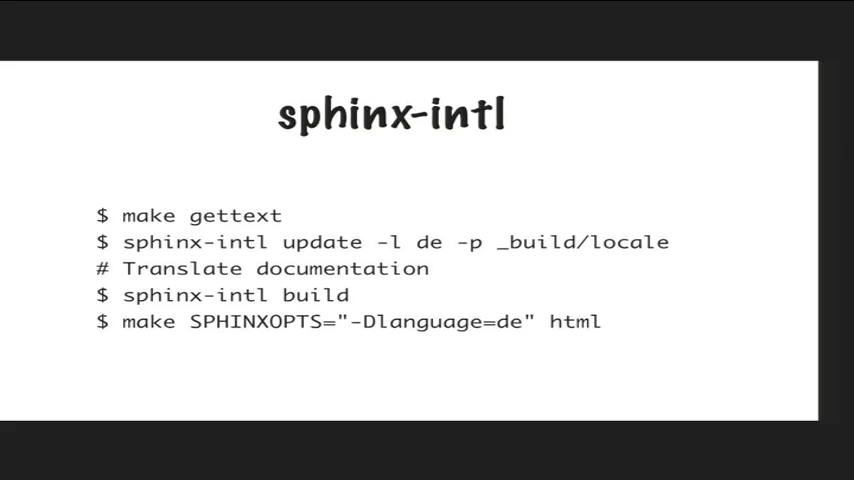 sphinx-intl
$ make gettext
$ sphinx-intl update -l de -p _build/locale
# Translate documentation
$ sphinx-intl build
$ make SPHINXOPTS="-Dlanguage=de" html